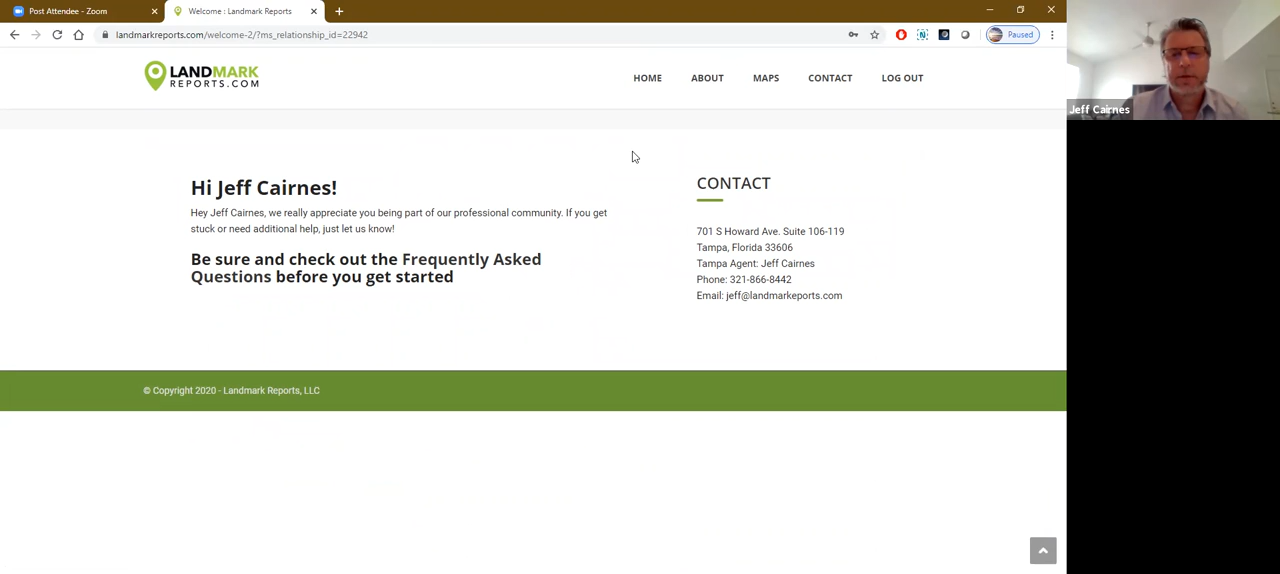 Post Attendee - Zoom
Welcome : Landmark Reports
landmarkreports.com/welcome-2/?ms_relationship_id=22942
Paused
LANDMARK
REPORTS.COM
HOME ABOUT MAPS CONTACT LOG OUT
Jeff Cairnes
Hi Jeff Cairnes!
Hey Jeff Cairnes, we really appreciate you being part of our professional community. If you get
stuck or need additional help, just let us know!
Be sure and check out the Frequently Asked
Questions before you get started
CONTACT
701 S Howard Ave. Suite 106-119
Tampa, Florida 33606
Tampa Agent: Jeff Cairnes
Phone: 321-866-8442
Email: jeff@landmarkeports.com
© Copyright 2020 - Landmark Reports, LLC